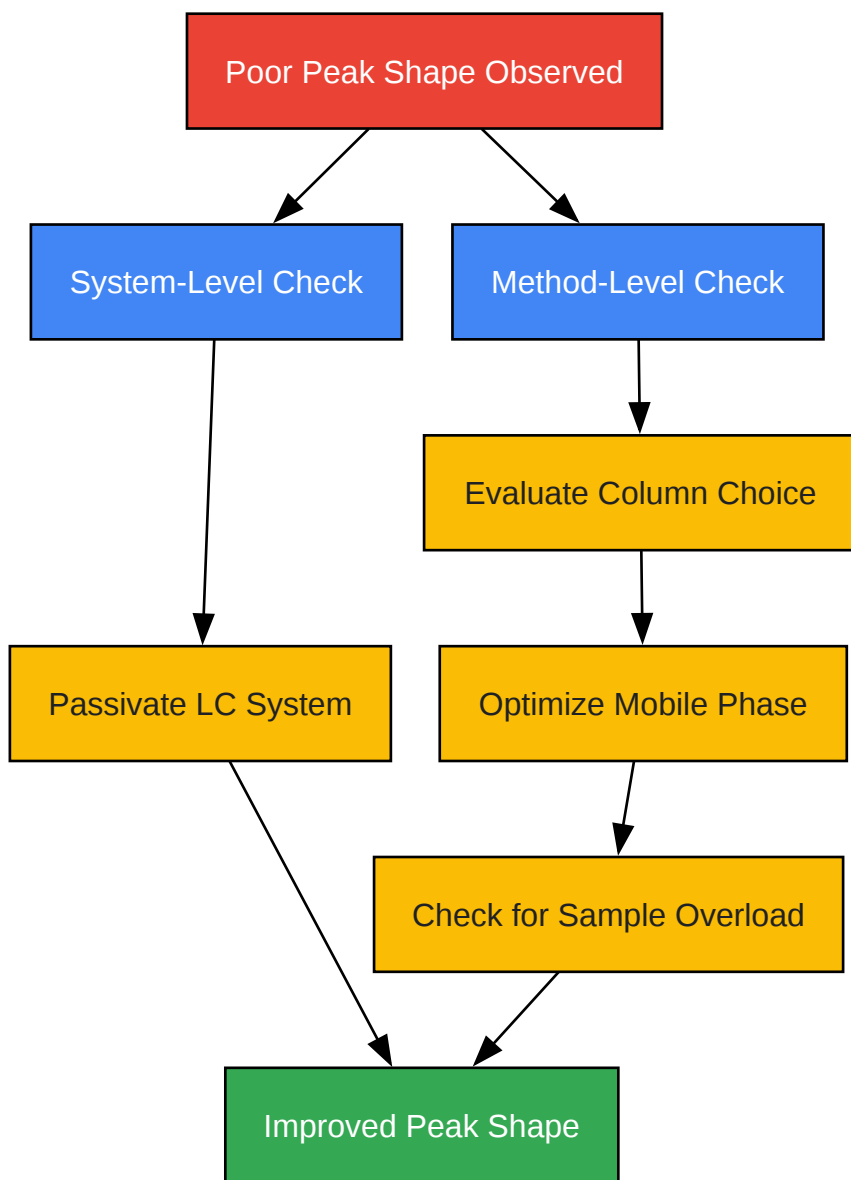 Poor Peak Shape Observed
System-Level Check
Method-Level Check
Evaluate Column Choice
Passivate LC System
Optimize Mobile Phase
Check for Sample Overload
Improved Peak Shape